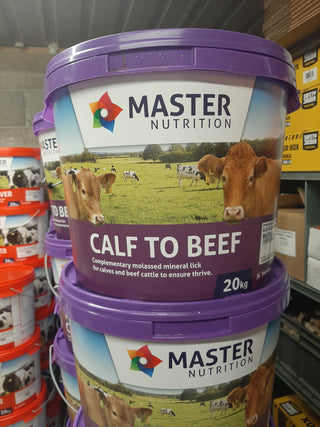 MASTER
NUTRITION
CALF TO BEEF
Complementary molassed mineral lick
for calves and beef cattle to ensure thrive.
20kg
MASTER
NUTRITION